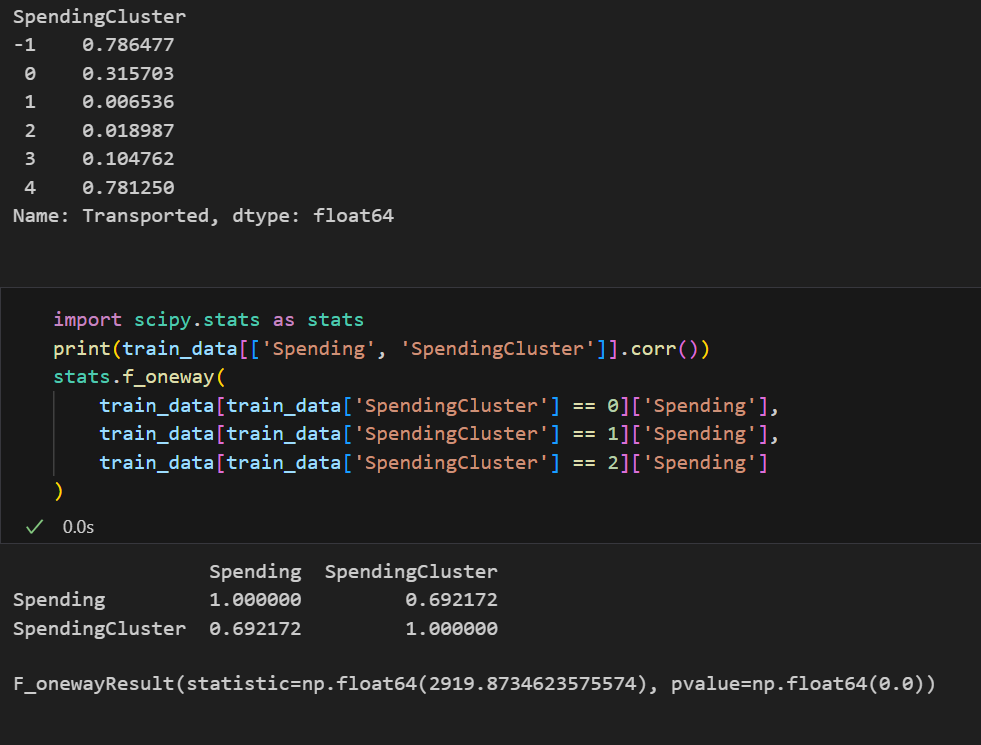 SpendingCluster
-1    0.786477
 0    0.315703
 1    0.006536
 2    0.018987
 3    0.104762
 4    0.781250
Name: Transported, dtype: float64
import scipy.stats as stats
print(train_data[['Spending', 'SpendingCluster']].corr())
stats.f_oneway(
    train_data[train_data['SpendingCluster'] == 0]['Spending'],
    train_data[train_data['SpendingCluster'] == 1]['Spending'],
    train_data[train_data['SpendingCluster'] == 2]['Spending']
)
✓ 0.0s
                 Spending  SpendingCluster
Spending         1.000000         0.692172
SpendingCluster  0.692172         1.000000
F_onewayResult(statistic=np.float64(2919.8734623575574), pvalue=np.float64(0.0))